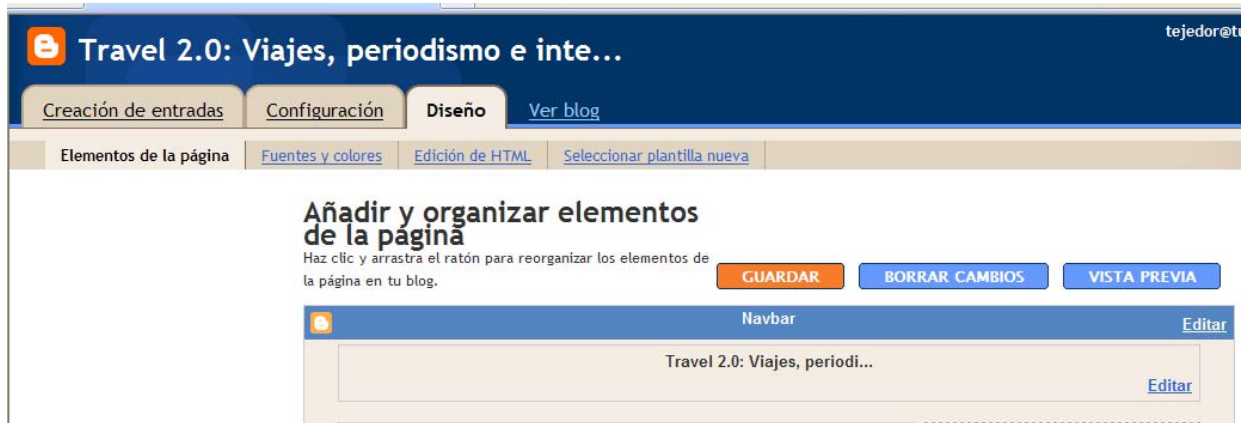 tejedor@tu
Travel 2.0: Viajes, periodismo e inte...
Creación de entradas Configuración Diseño Ver blog
Elementos de la página Fuentes y colores Edición de HTML Seleccionar plantilla nueva
Añadir y organizar elementos
de la página
Haz clic y arrastra el ratón para reorganizar los elementos de
la página en tu blog.
GUARDAR BORRAR CAMBIOS VISTA PREVIA
Navbar Editar
Travel 2.0: Viajes, periodi...
Editar